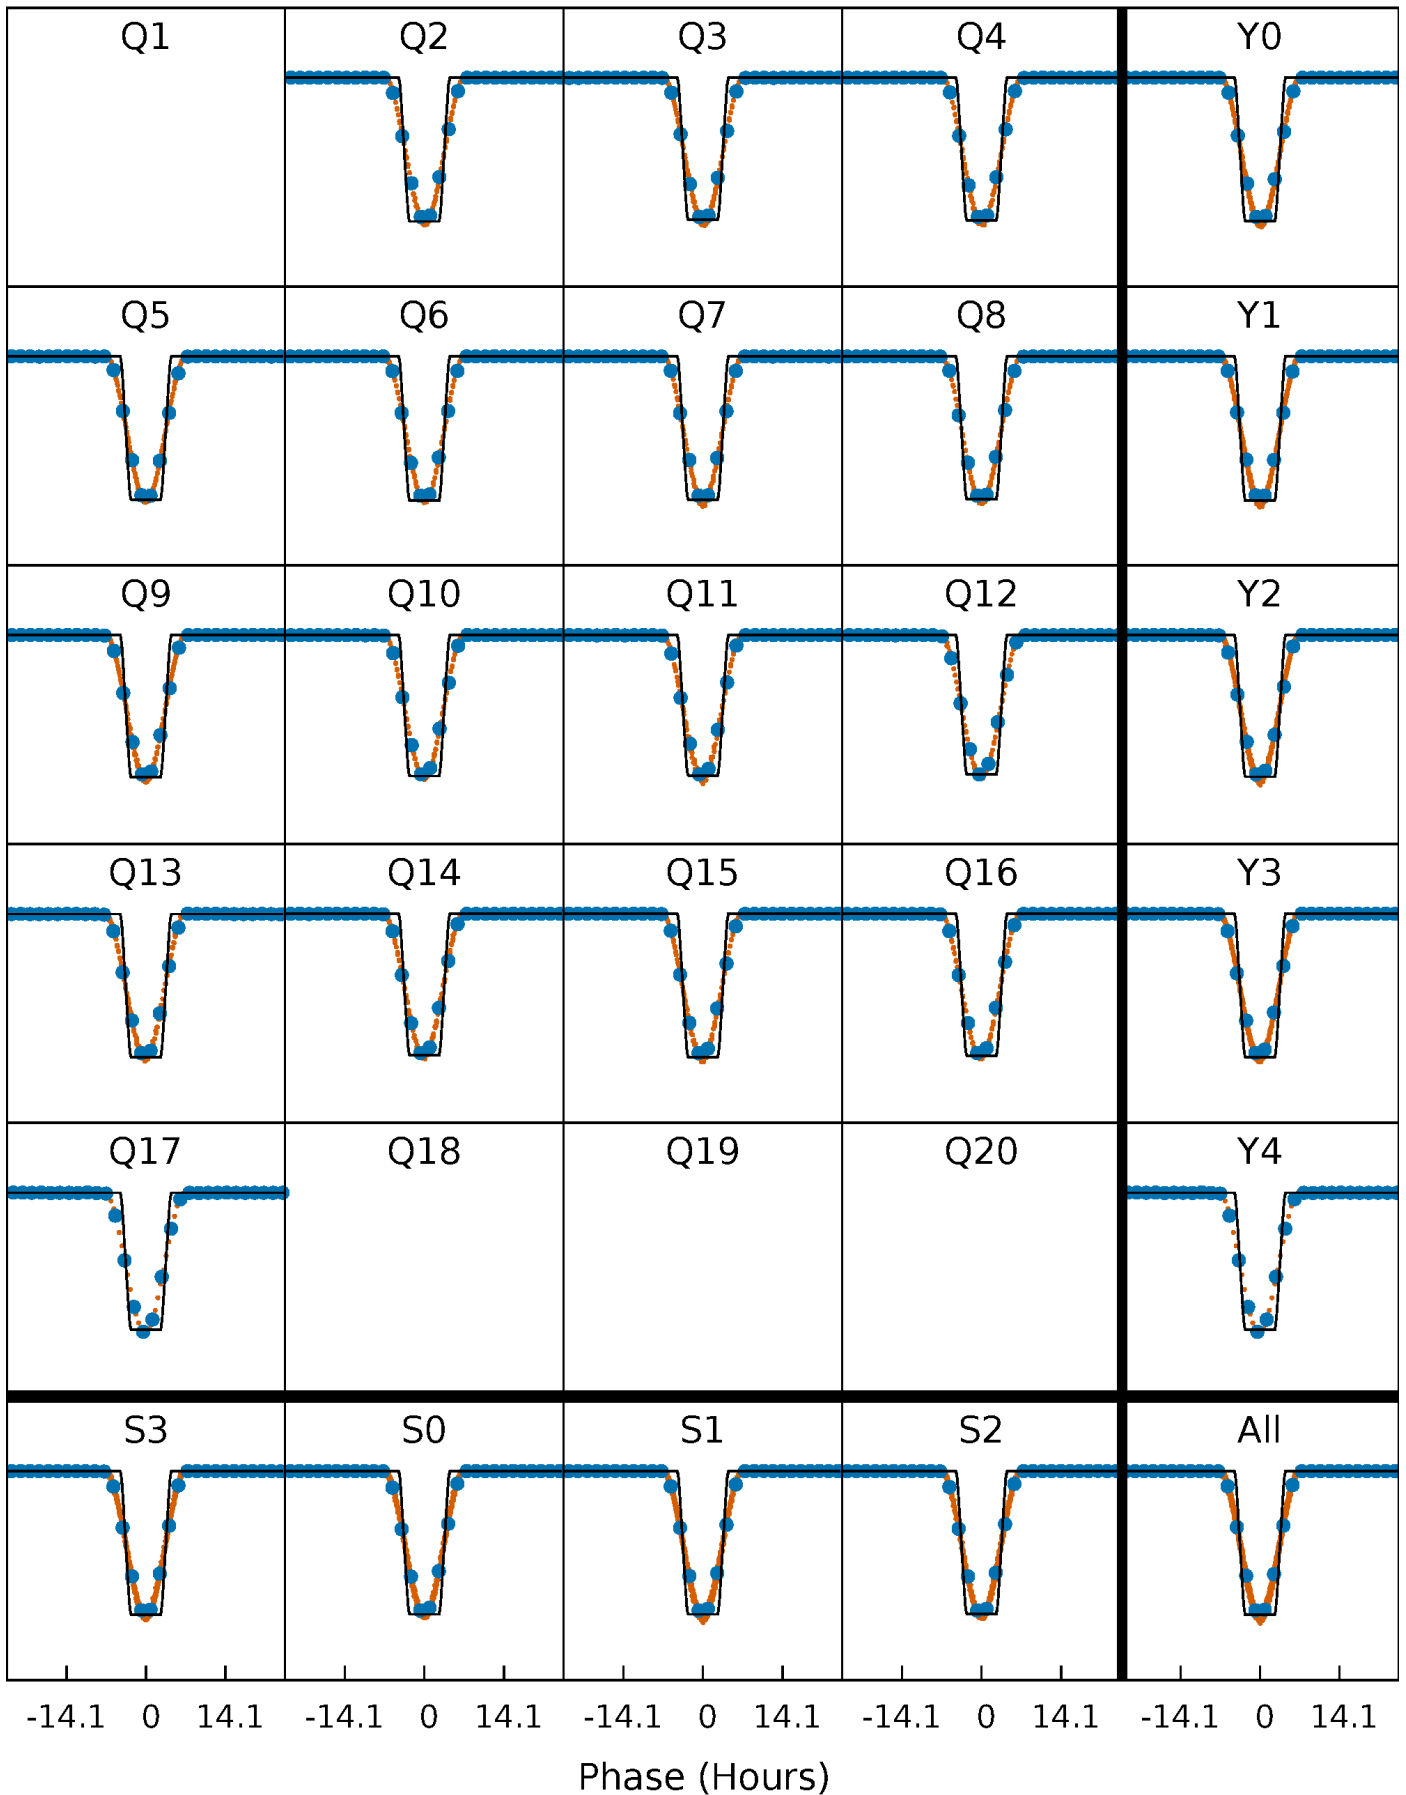 Q1 Q2 Q3 Q4 Y0
Q5 Q6 Q7 Q8 Y1
Q9 Q10 Q11 Q12 Y2
Q13 Q14 Q15 Q16 Y3
Q17 Q18 Q19 Q20 Y4
S3 S0 S1 S2 All
-14.1 0 14.1 -14.1 0 14.1 -14.1 0 14.1 -14.1 0 14.1 -14.1 0 14.1
Phase (Hours)